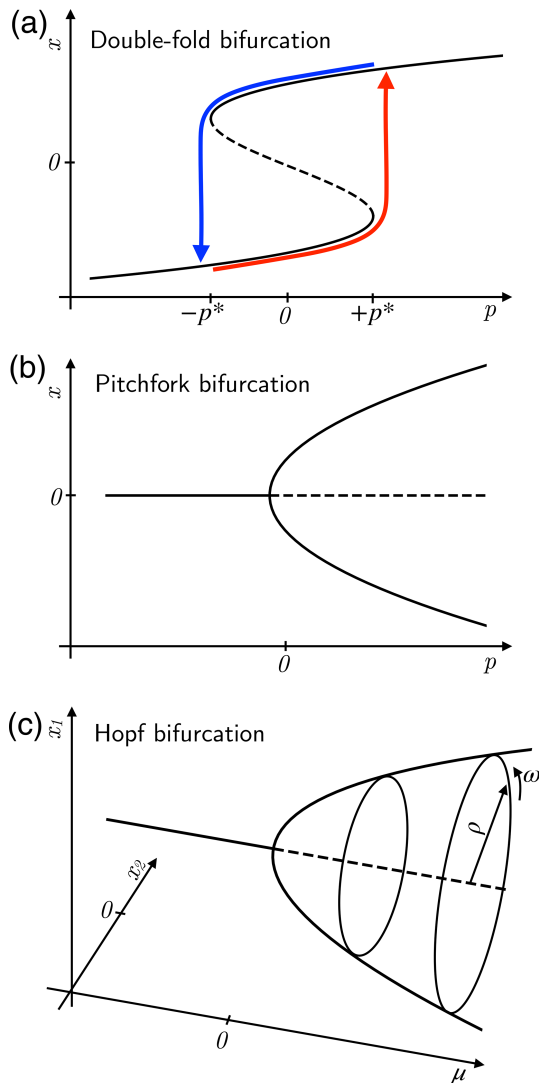 (a)
Double-fold bifurcation
x
0
−p* 0 +p* p
(b)
Pitchfork bifurcation
x
0
0 p
(c)
Hopf bifurcation
x₁
ω
ρ
x₂
0
0
μ